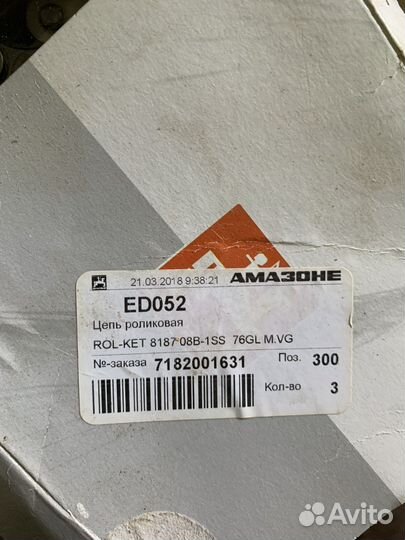 21.03.2018 9:38:21 АМАЗОНЕ
ED052
Цепь роликовая
ROL-KET 8187 08B-1SS 76GL M.VG
№-заказа 7182001631 Поз. 300
Кол-во 3
Avito